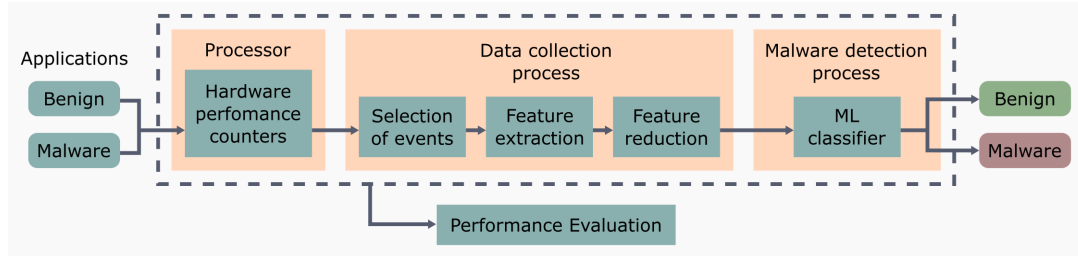 Applications
Benign
Malware
Processor
Hardware
perfomance
counters
Data collection
process
Selection
of events
Feature
extraction
Feature
reduction
Malware detection
process
ML
classifier
Benign
Malware
Performance Evaluation